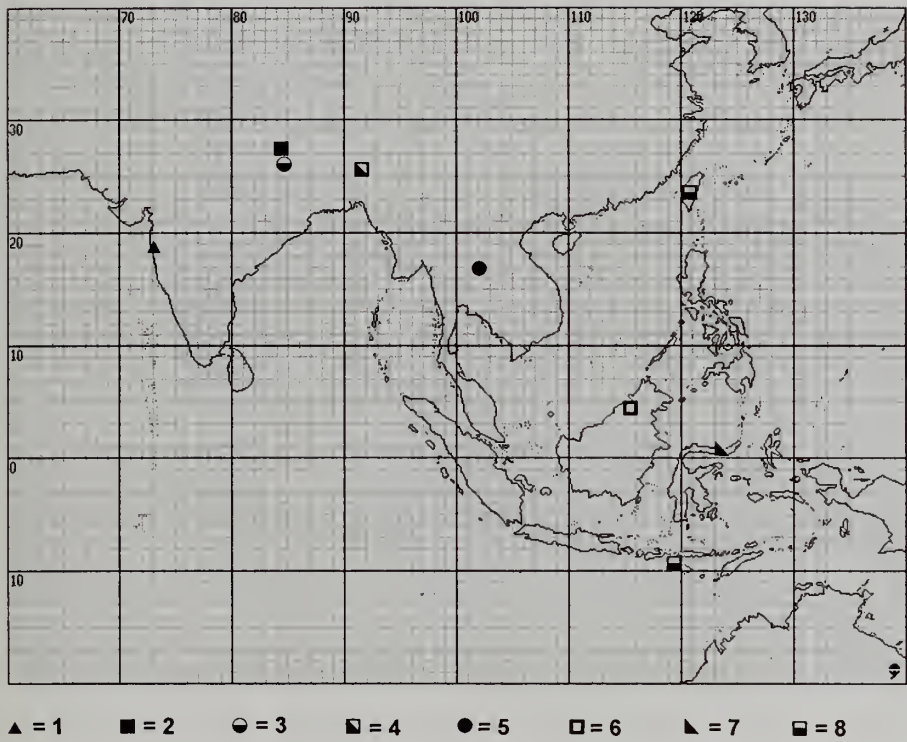 70 80 90 100 110 120 130
30
20
10
0
10
▲ = 1 ■ = 2 ◒ = 3 ◪ = 4 ● = 5 □ = 6 ◣ = 7 ⬓ = 8